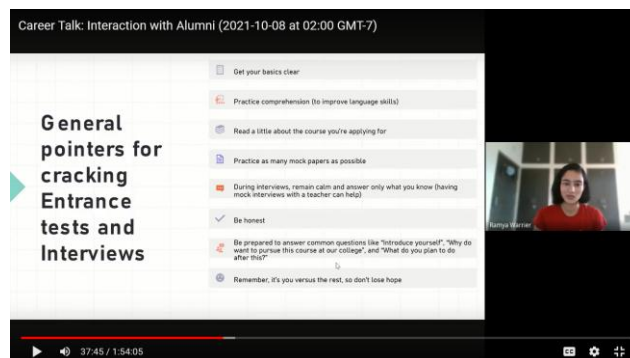 Career Talk: Interaction with Alumni (2021-10-08 at 02:00 GMT-7)
General
pointers for
cracking
Entrance
tests and
Interviews
Get your basics clear
Practice comprehension (to improve language skills)
Read a little about the course you're applying for
Practice as many mock papers as possible
During interviews, remain calm and answer only what you know (having
mock interviews with a teacher can help)
Be honest
Be prepared to answer common questions like "Introduce yourself", "Why do
want to pursue this course at our college", and "What do you plan to do
after this?"
Remember, it's you versus the rest, so don't lose hope
Ramya Warrier
37:45 / 1:54:05
CC